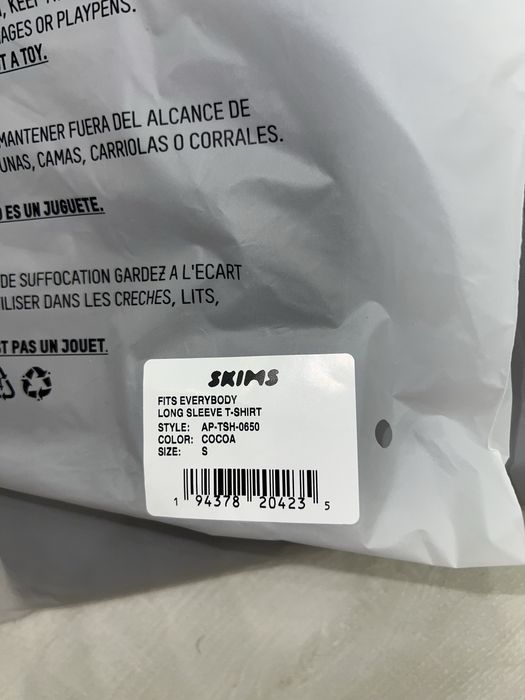 KEEP
AGES OR PLAYPENS.
T A TOY.
MANTENER FUERA DEL ALCANCE DE
UNAS, CAMAS, CARRIOLAS O CORRALES.
ES UN JUGUETE.
DE SUFFOCATION GARDEZ A L'ECART
ILISER DANS LES CRECHES, LITS,
T PAS UN JOUET.
SKIMS
FITS EVERYBODY
LONG SLEEVE T-SHIRT
STYLE: AP-TSH-0650
COLOR: COCOA
SIZE: S
1 94378 20423 5